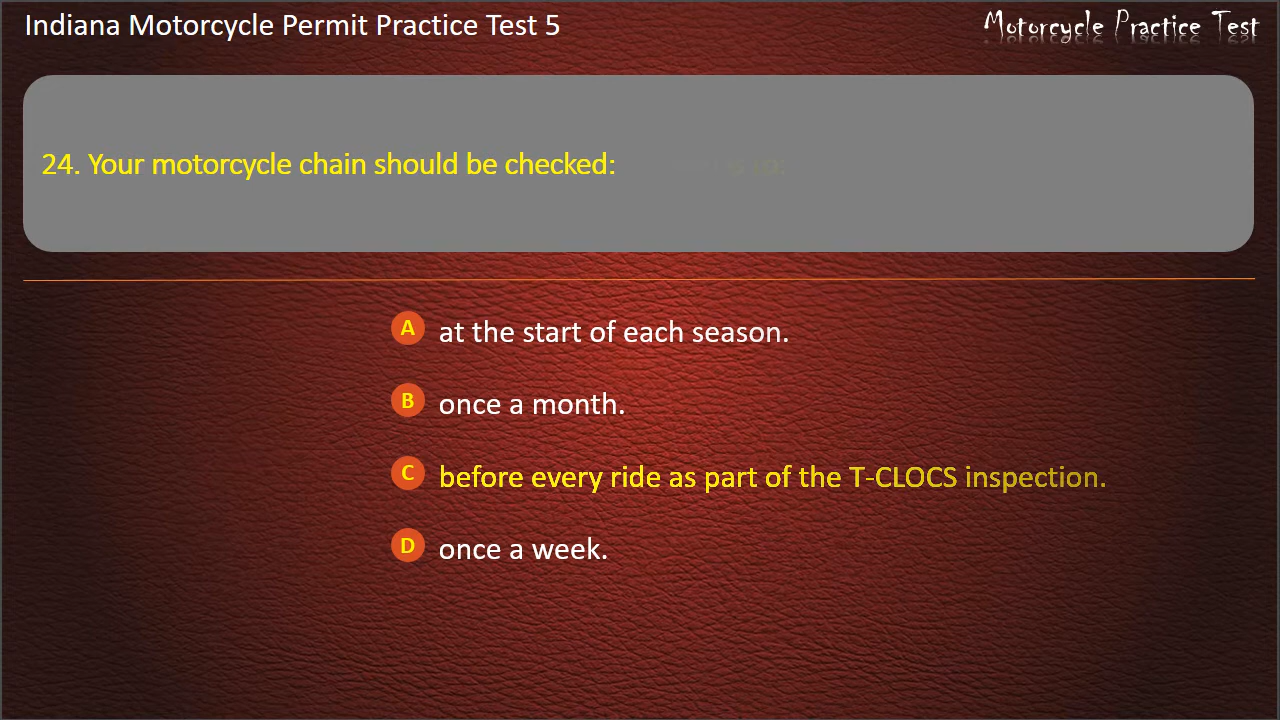 Indiana Motorcycle Permit Practice Test 5
Motorcycle Practice Test
24. Your motorcycle chain should be checked:
A at the start of each season.
B once a month.
C before every ride as part of the T-CLOCS inspection.
D once a week.